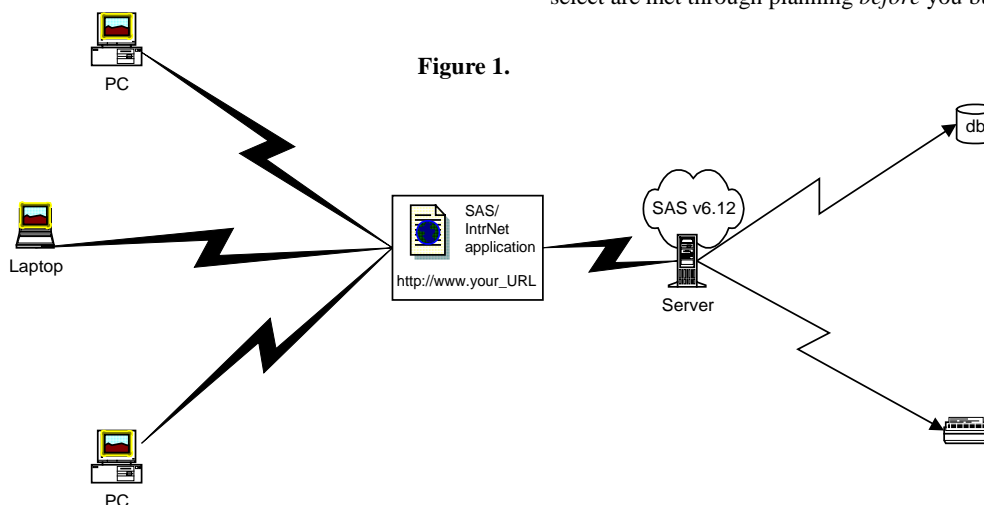 select are met through planning before you
Figure 1.
PC
db
Laptop
SAS/
IntrNet
application
http://www.your_URL
SAS v6.12
Server
PC